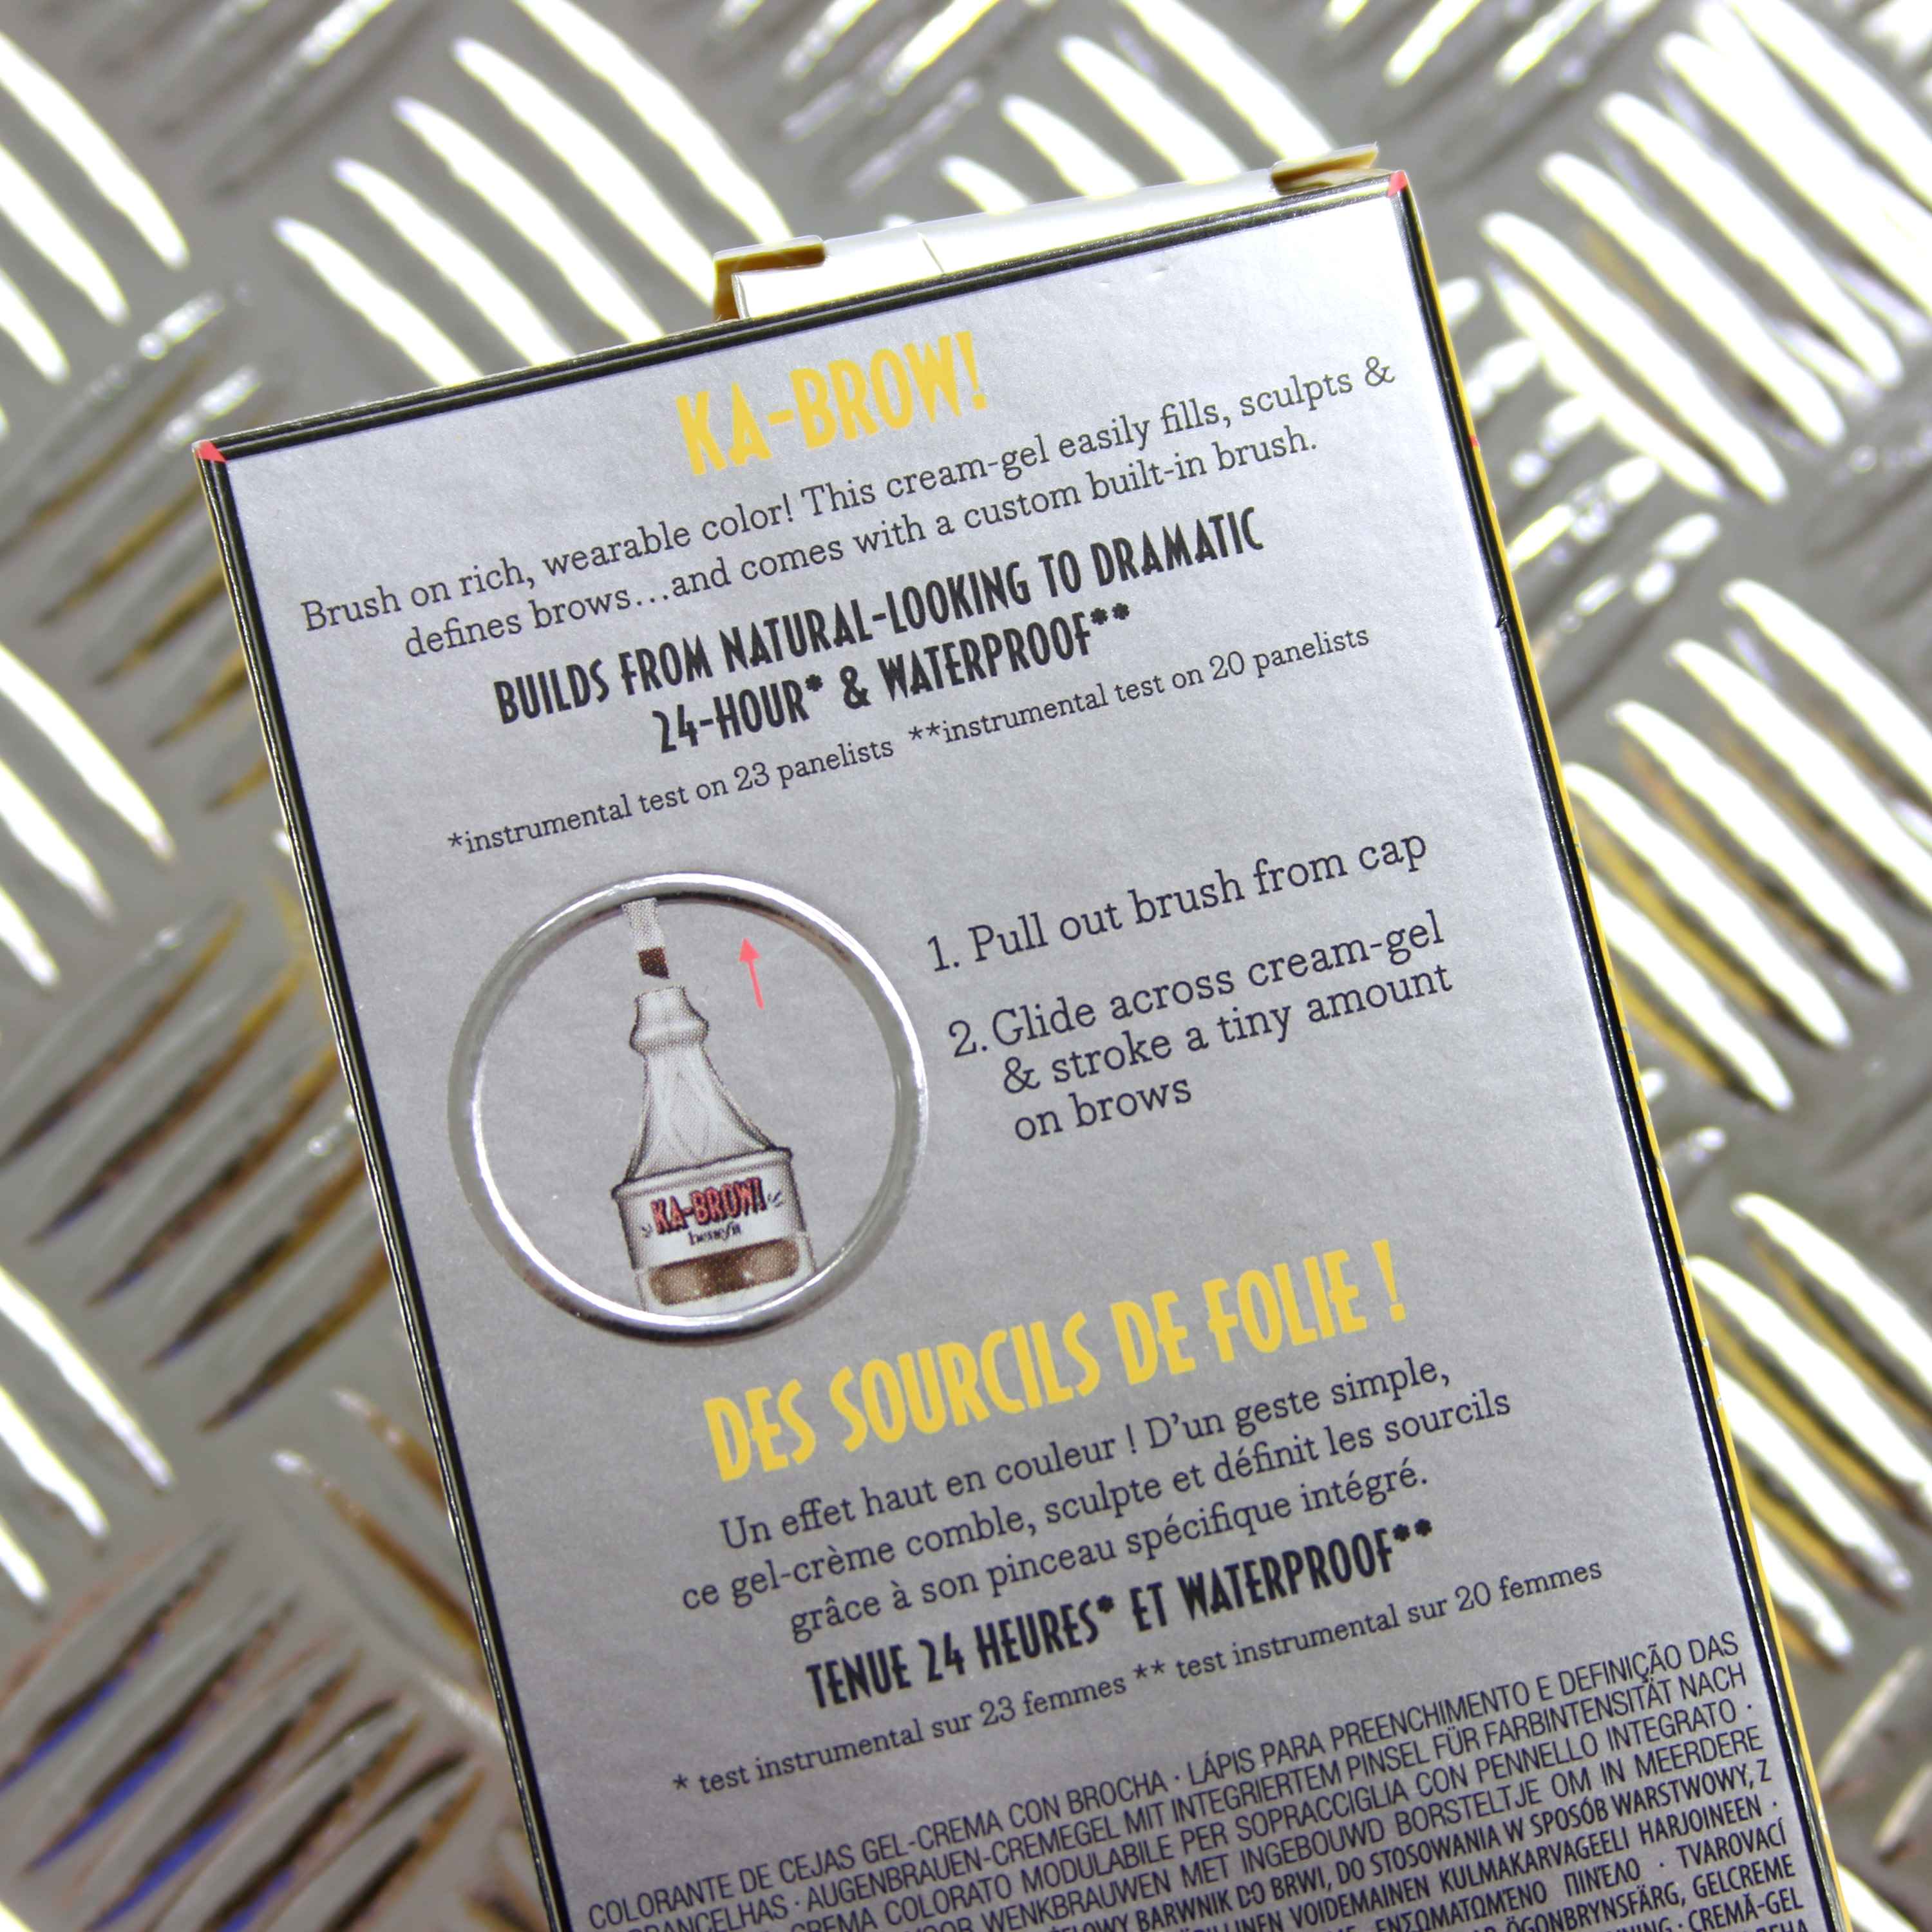 KA-BROW!
Brush on rich, wearable color! This cream-gel easily fills, sculpts &
defines brows...and comes with a custom built-in brush.
BUILDS FROM NATURAL-LOOKING TO DRAMATIC
24-HOUR* & WATERPROOF**
*instrumental test on 23 panelists **instrumental test on 20 panelists
1. Pull out brush from cap
2. Glide across cream-gel
& stroke a tiny amount
on brows
KA-BROW!
benefit
DES SOURCILS DE FOLIE !
Un effet haut en couleur ! D'un geste simple,
ce gel-crème comble, sculpte et définit les sourcils
grâce à son pinceau spécifique intégré.
TENUE 24 HEURES* ET WATERPROOF**
* test instrumental sur 23 femmes ** test instrumental sur 20 femmes
COLORANTE DE CEJAS GEL-CREMA CON BROCHA · LÁPIS PARA PREENCHIMENTO E DEFINIÇÃO DAS
· AUGENBRAUEN-CREMEGEL MIT INTEGRIERTEM PINSEL FÜR FARBINTENSITÄT NACH
CREMA COLORATO MODULABILE PER SOPRACCIGLIA CON PENNELLO INTEGRATO ·
WENKBRAUWEN MET INGEBOUWD BORSTELTJE OM IN MEERDERE
BARWNIK DO BRWI, DO STOSOWANIA W SPOSÓB WARSTWOWY, Z
VOIDEMAINEN KULMAKARVAGEELI HARJOINEEN ·
ΕΝΣΩΜΑΤΩΜΈΝΟ ΠΙΝΈΛΟ · TVAROVACÍ
ÖGONBRYNSFÄRG, GELCREME
CREMĂ-GEL